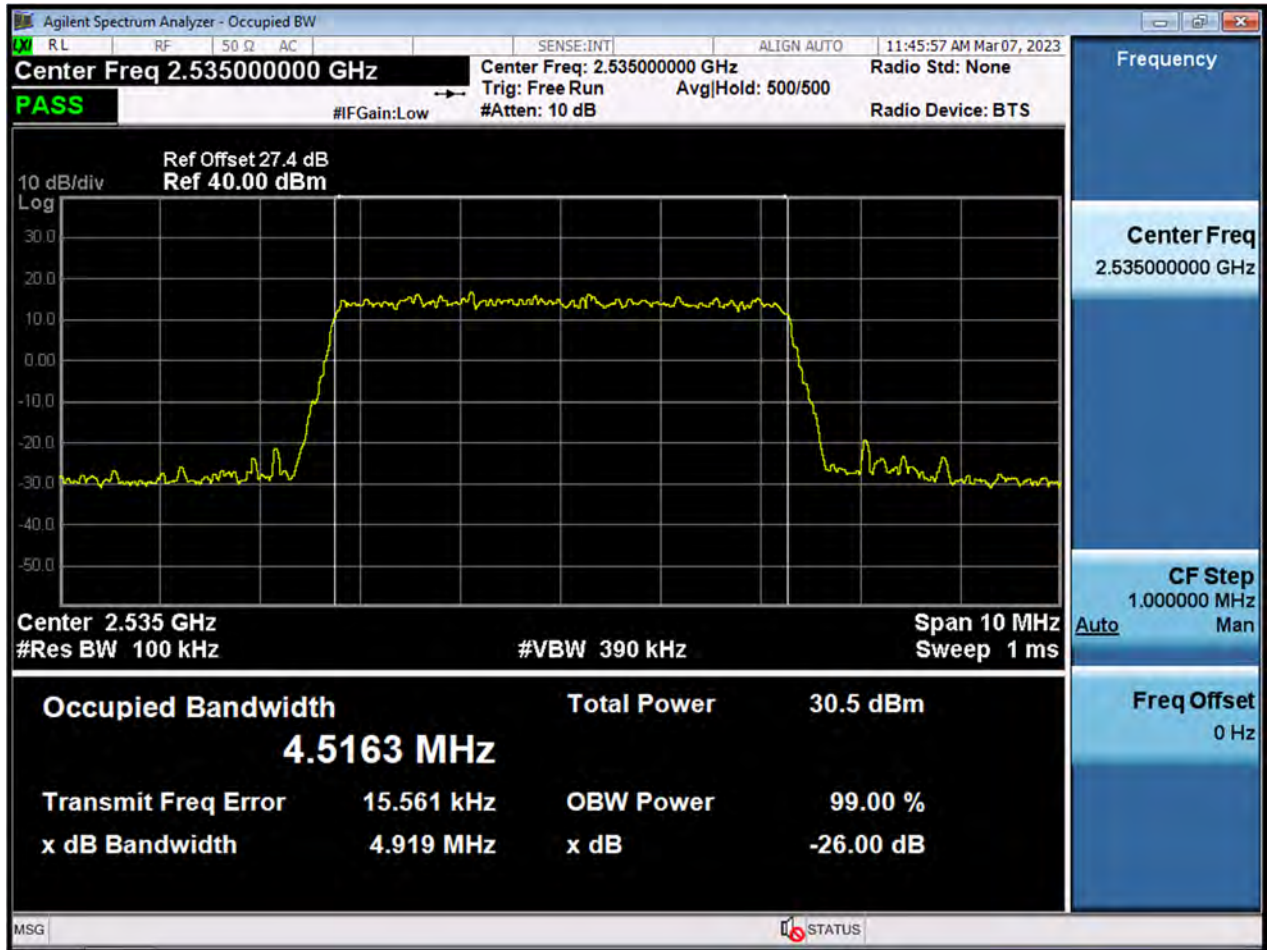 Agilent Spectrum Analyzer - Occupied BW
LXI RL RF 50 Ω AC SENSE:INT ALIGN AUTO 11:45:57 AM Mar 07, 2023
Center Freq 2.535000000 GHz Center Freq: 2.535000000 GHz Radio Std: None
Trig: Free Run Avg|Hold: 500/500
PASS #IFGain:Low #Atten: 10 dB Radio Device: BTS
Ref Offset 27.4 dB
10 dB/div Ref 40.00 dBm
Log
30.0
20.0
10.0
0.00
-10.0
-20.0
-30.0
-40.0
-50.0
Center 2.535 GHz Span 10 MHz
#Res BW 100 kHz #VBW 390 kHz Sweep 1 ms
Occupied Bandwidth Total Power 30.5 dBm
4.5163 MHz
Transmit Freq Error 15.561 kHz OBW Power 99.00 %
x dB Bandwidth 4.919 MHz x dB -26.00 dB
MSG STATUS
Frequency
Center Freq
2.535000000 GHz
CF Step
1.000000 MHz
Auto Man
Freq Offset
0 Hz